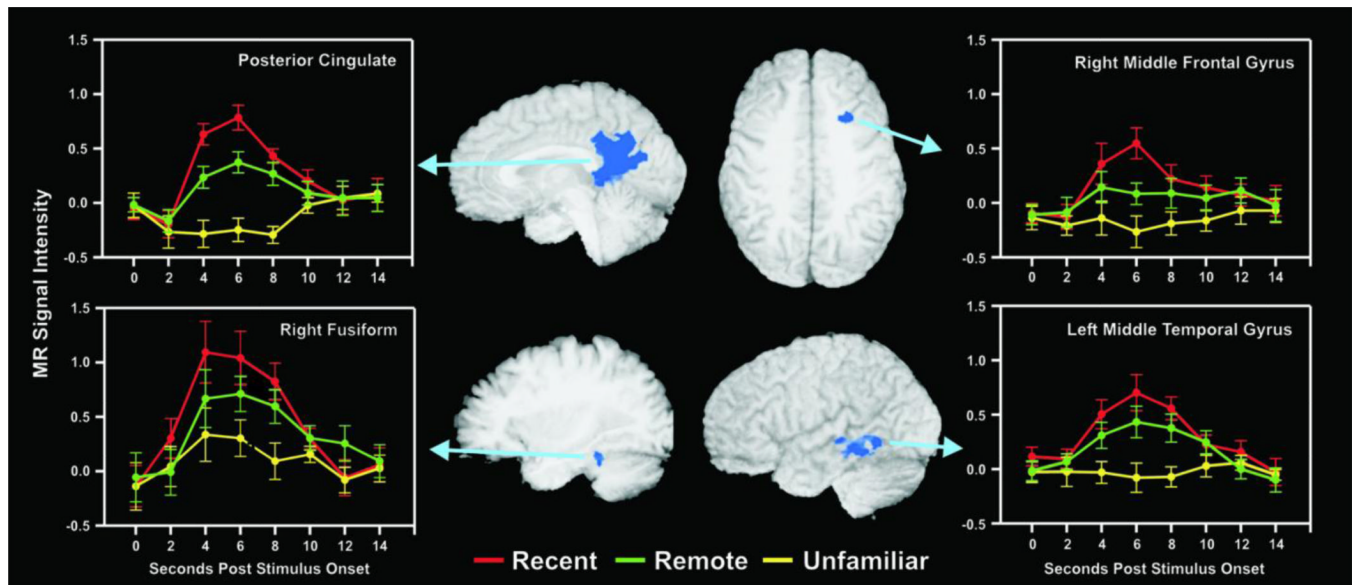 MR Signal Intensity
Posterior Cingulate
1.5
1.0
0.5
0.0
-0.5
0 2 4 6 8 10 12 14
Right Middle Frontal Gyrus
1.5
1.0
0.5
0.0
-0.5
0 2 4 6 8 10 12 14
Right Fusiform
1.5
1.0
0.5
0.0
-0.5
0 2 4 6 8 10 12 14
Seconds Post Stimulus Onset
Left Middle Temporal Gyrus
1.5
1.0
0.5
0.0
-0.5
0 2 4 6 8 10 12 14
Seconds Post Stimulus Onset
Recent Remote Unfamiliar